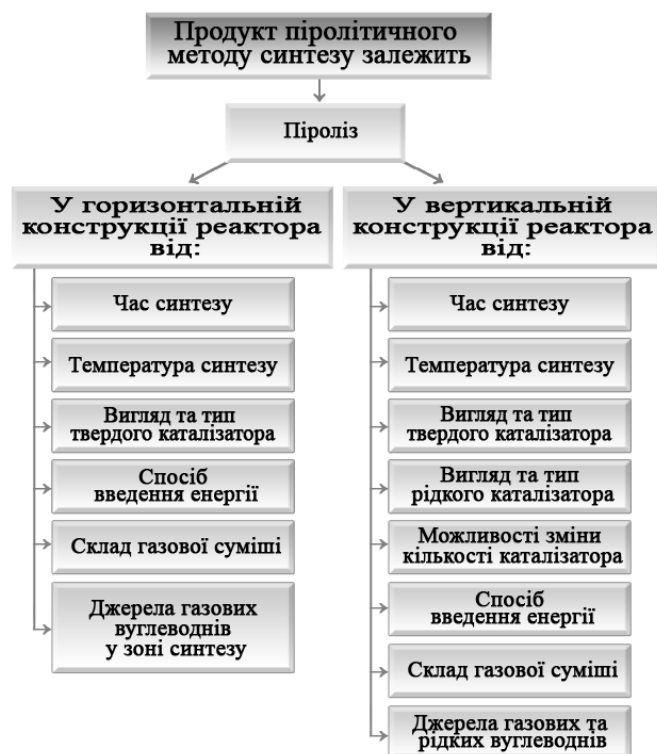 Продукт піролітичного
методу синтезу залежить
Піроліз
У горизонтальній
конструкції реактора
від:
Час синтезу
Температура синтезу
Вигляд та тип
твердого каталізатора
Спосіб
введення енергії
Склад газової суміші
Джерела газових
вуглеводнів
у зоні синтезу
У вертикальній
конструкції реактора
від:
Час синтезу
Температура синтезу
Вигляд та тип
твердого каталізатора
Вигляд та тип
рідкого каталізатора
Можливості зміни
кількості каталізатора
Спосіб
введення енергії
Склад газової суміші
Джерела газових та
рідких вуглеводнів